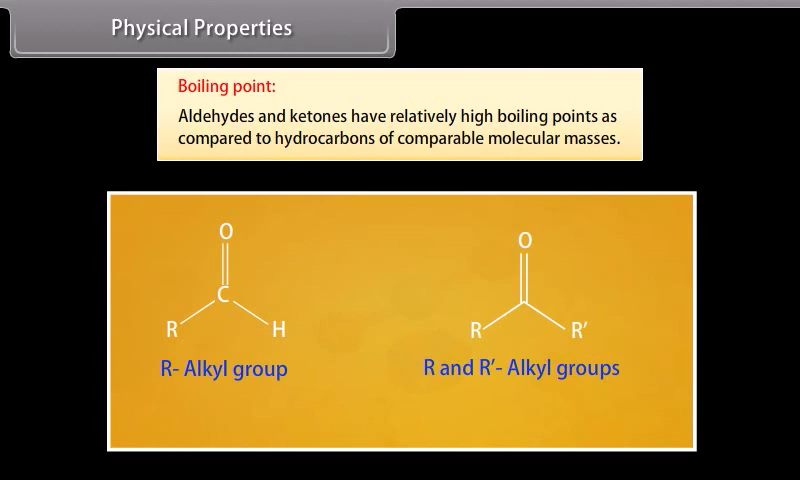 Physical Properties
Boiling point:
Aldehydes and ketones have relatively high boiling points as
compared to hydrocarbons of comparable molecular masses.
O
C
R H
R- Alkyl group
O
R R′
R and R′- Alkyl groups